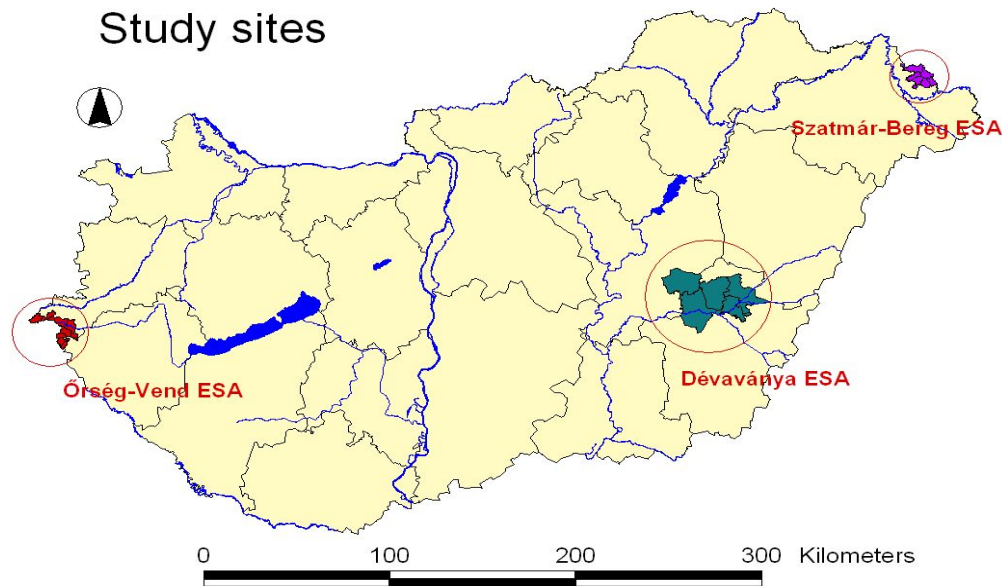 Study sites
Szatmár-Bereg ESA
Dévaványa ESA
Őrség-Vend ESA
0 100 200 300 Kilometers